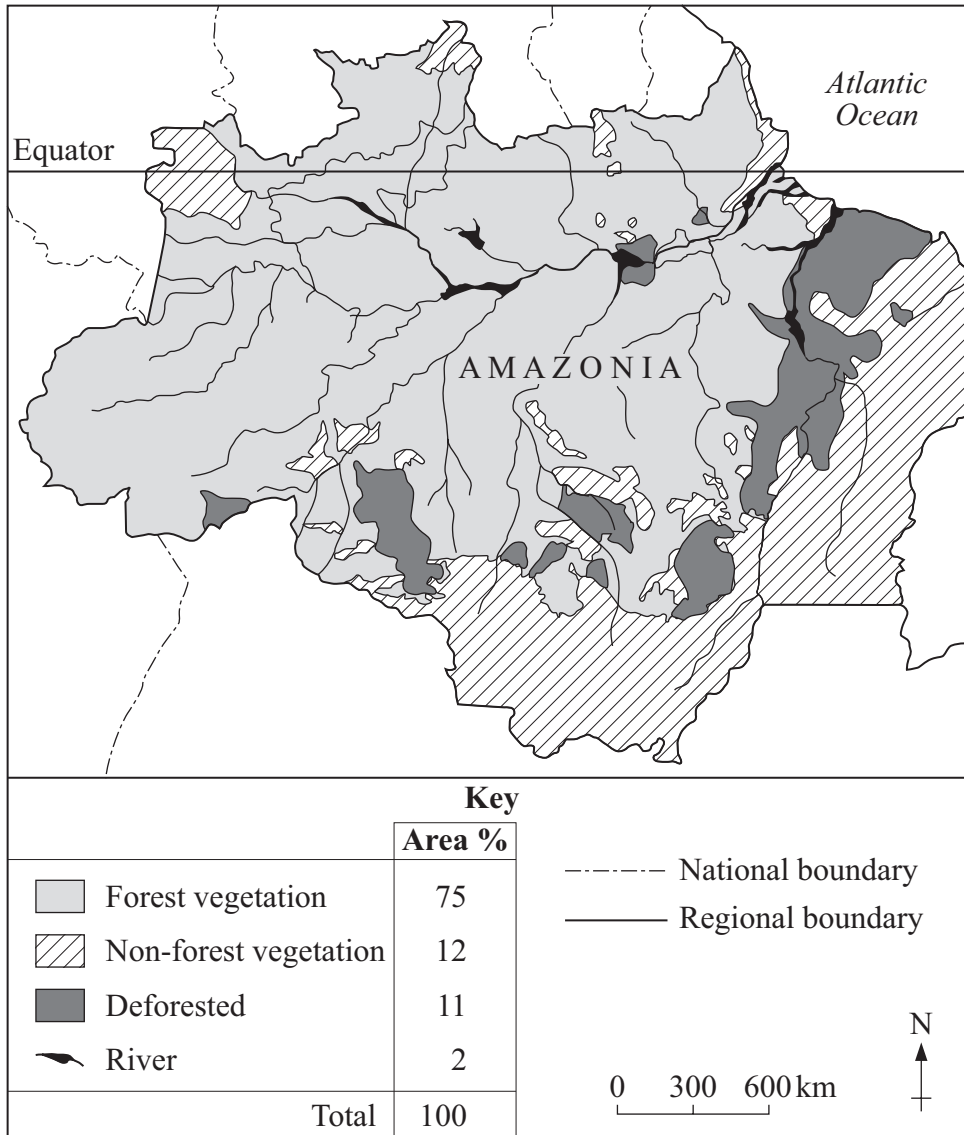 Atlantic
Ocean
Equator
AMAZONIA
Key
Area %
Forest vegetation 75
Non-forest vegetation 12
Deforested 11
River 2
Total 100
National boundary
Regional boundary
N
0 300 600 km